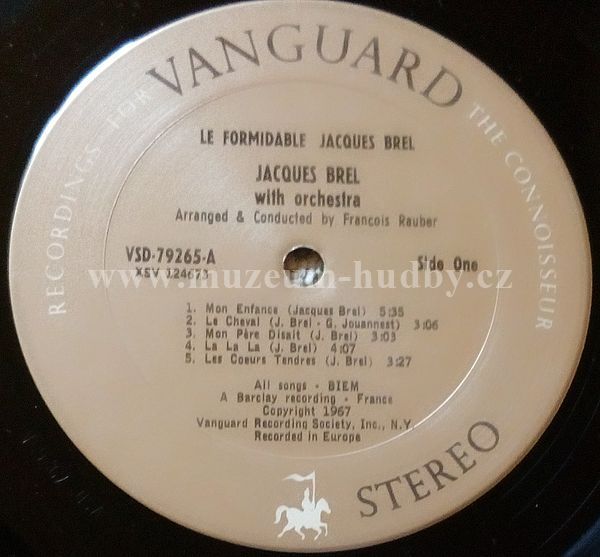 RECORDINGS FOR VANGUARD THE CONNOISSEUR
LE FORMIDABLE JACQUES BREL
JACQUES BREL
with orchestra
Arranged & Conducted by Francois Rauber
VSD-79265-A
XSV 124673
Side One
www.muzeum-hudby.cz
1. Mon Enfance (Jacques Brel) 5:35
2. Le Cheval (J. Brel - G. Jouannest) 3:06
3. Mon Père Disait (J. Brel) 3:03
4. La La La (J. Brel) 4:07
5. Les Coeurs Tendres (J. Brel) 3:27
All songs - BIEM
A Barclay recording - France
Copyright 1967
Vanguard Recording Society, Inc., N.Y.
Recorded in Europe
STEREO